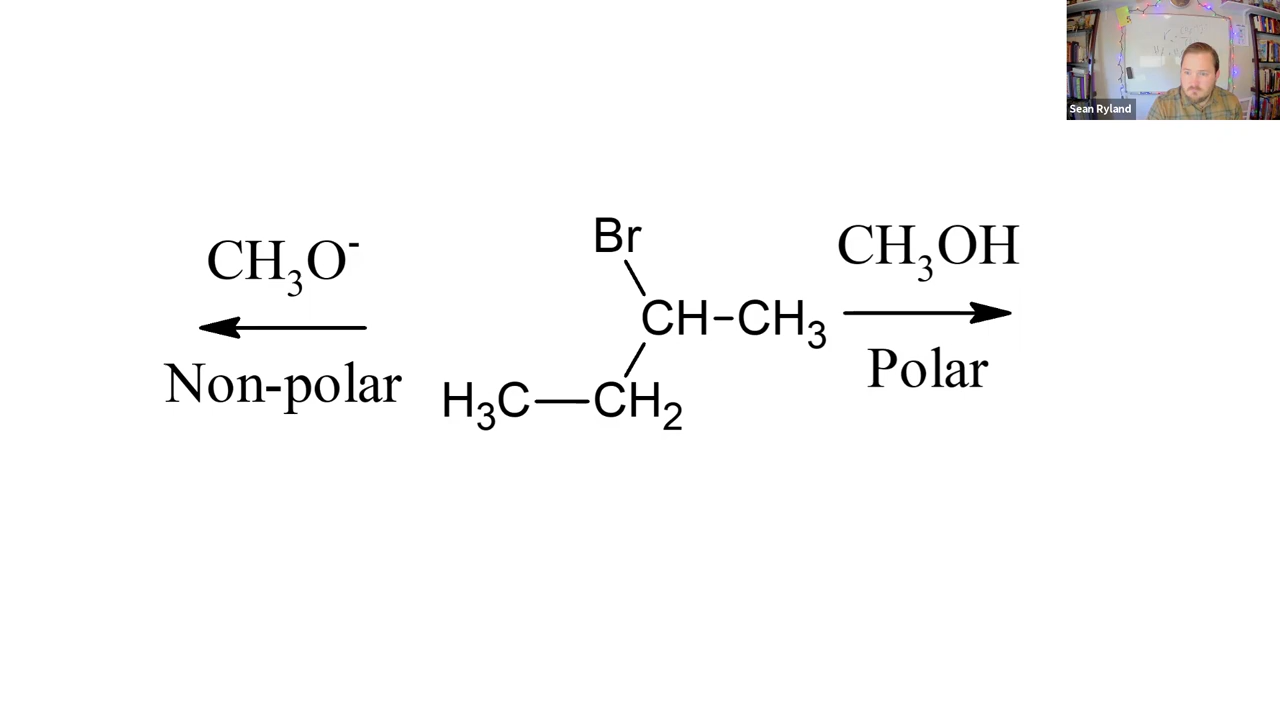 Sean Ryland
CH₃O⁻
Non-polar
Br
CH-CH₃
H₃C—CH₂
CH₃OH
Polar